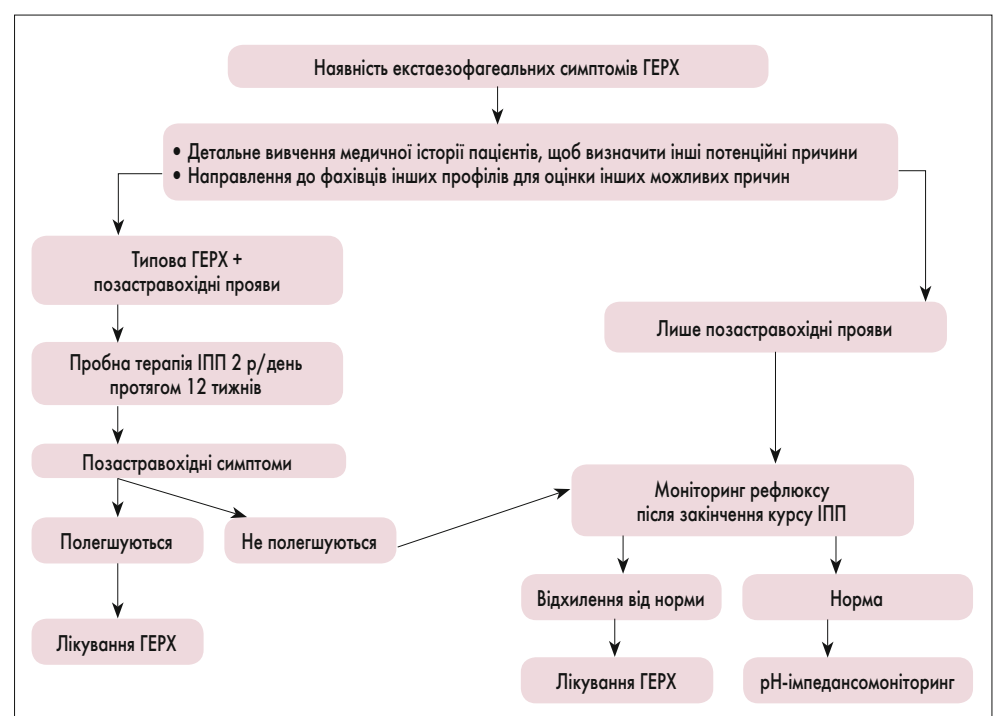 Наявність екстаезофагеальних симптомів ГЕРХ
• Детальне вивчення медичної історії пацієнтів, щоб визначити інші потенційні причини
• Направлення до фахівців інших профілів для оцінки інших можливих причин
Типова ГЕРХ +
позастравохідні прояви
Лише позастравохідні прояви
Пробна терапія ІПП 2 р/день
протягом 12 тижнів
Позастравохідні симптоми
Моніторинг рефлюксу
після закінчення курсу ІПП
Полегшуються
Не полегшуються
Відхилення від норми
Норма
Лікування ГЕРХ
Лікування ГЕРХ
рН-імпедансомоніторинг